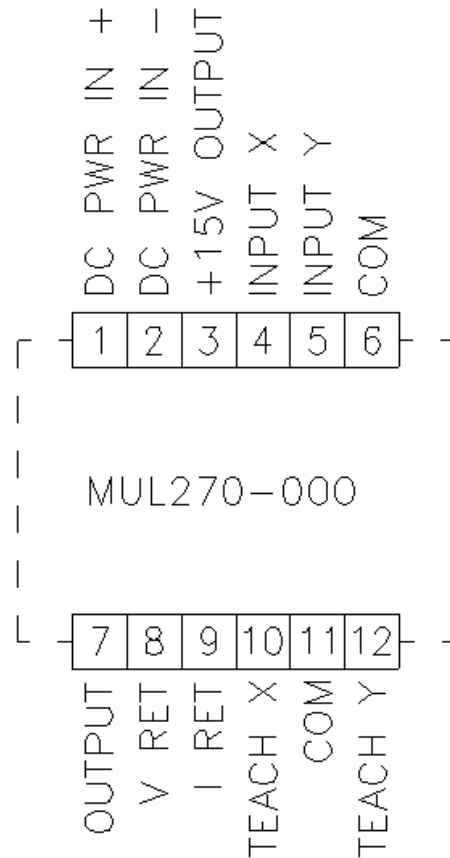 DC PWR IN +
DC PWR IN -
+15V OUTPUT
INPUT X
INPUT Y
COM
1 2 3 4 5 6
MUL270-000
7 8 9 10 11 12
OUTPUT
V RET
I RET
TEACH X
COM
TEACH Y